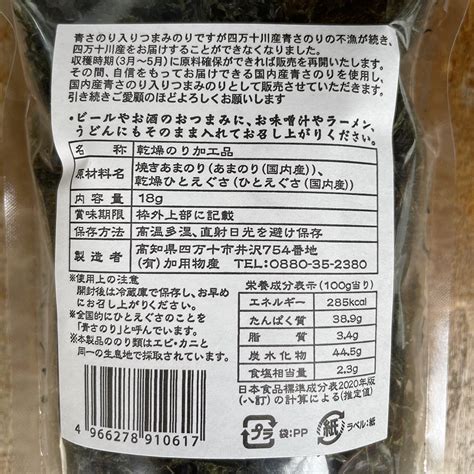 青さのり入りつまみのりですが四万十川産青さのりの不漁が続き、
四万十川産をお届けすることができなくなりました。
収穫時期(3月～5月)に原料確保ができれば販売を再開いたします。
その間、自信をもってお届けできる国内産青さのりを使用し、
国内産青さのり入りつまみのりとして販売させていただきます。
引き続きご愛顧のほどよろしくお願いします
・ビールやお酒のおつまみに、お味噌汁やラーメン、
うどんにもそのまま入れてお召し上がりください。
名称 乾燥のり加工品
原材料名 焼きあまのり(あまのり(国内産))、
乾燥ひとえぐさ(ひとえぐさ(国内産))
内容量 18g
賞味期限 枠外上部に記載
保存方法 高温多湿、直射日光を避け保存
製造者 高知県四万十市井沢754番地
(有)加用物産 TEL:0880-35-2380
※使用上の注意
開封後は冷蔵庫で保存し、お早め
にお召し上がりください。
※全国的にひとえぐさのことを
「青さのり」と呼んでいます。
※本製品ののり類はエビ・カニと
同一の生息地で採取されています。
栄養成分表示(100g当り)
エネルギー 285kcal
たんぱく質 38.9g
脂質 3.4g
炭水化物 44.5g
食塩相当量 2.3g
日本食品標準成分表2020年版
(八訂)の計算による(推定値)
4 966278 910617
プラ 袋:PP
紙 ラベル:紙